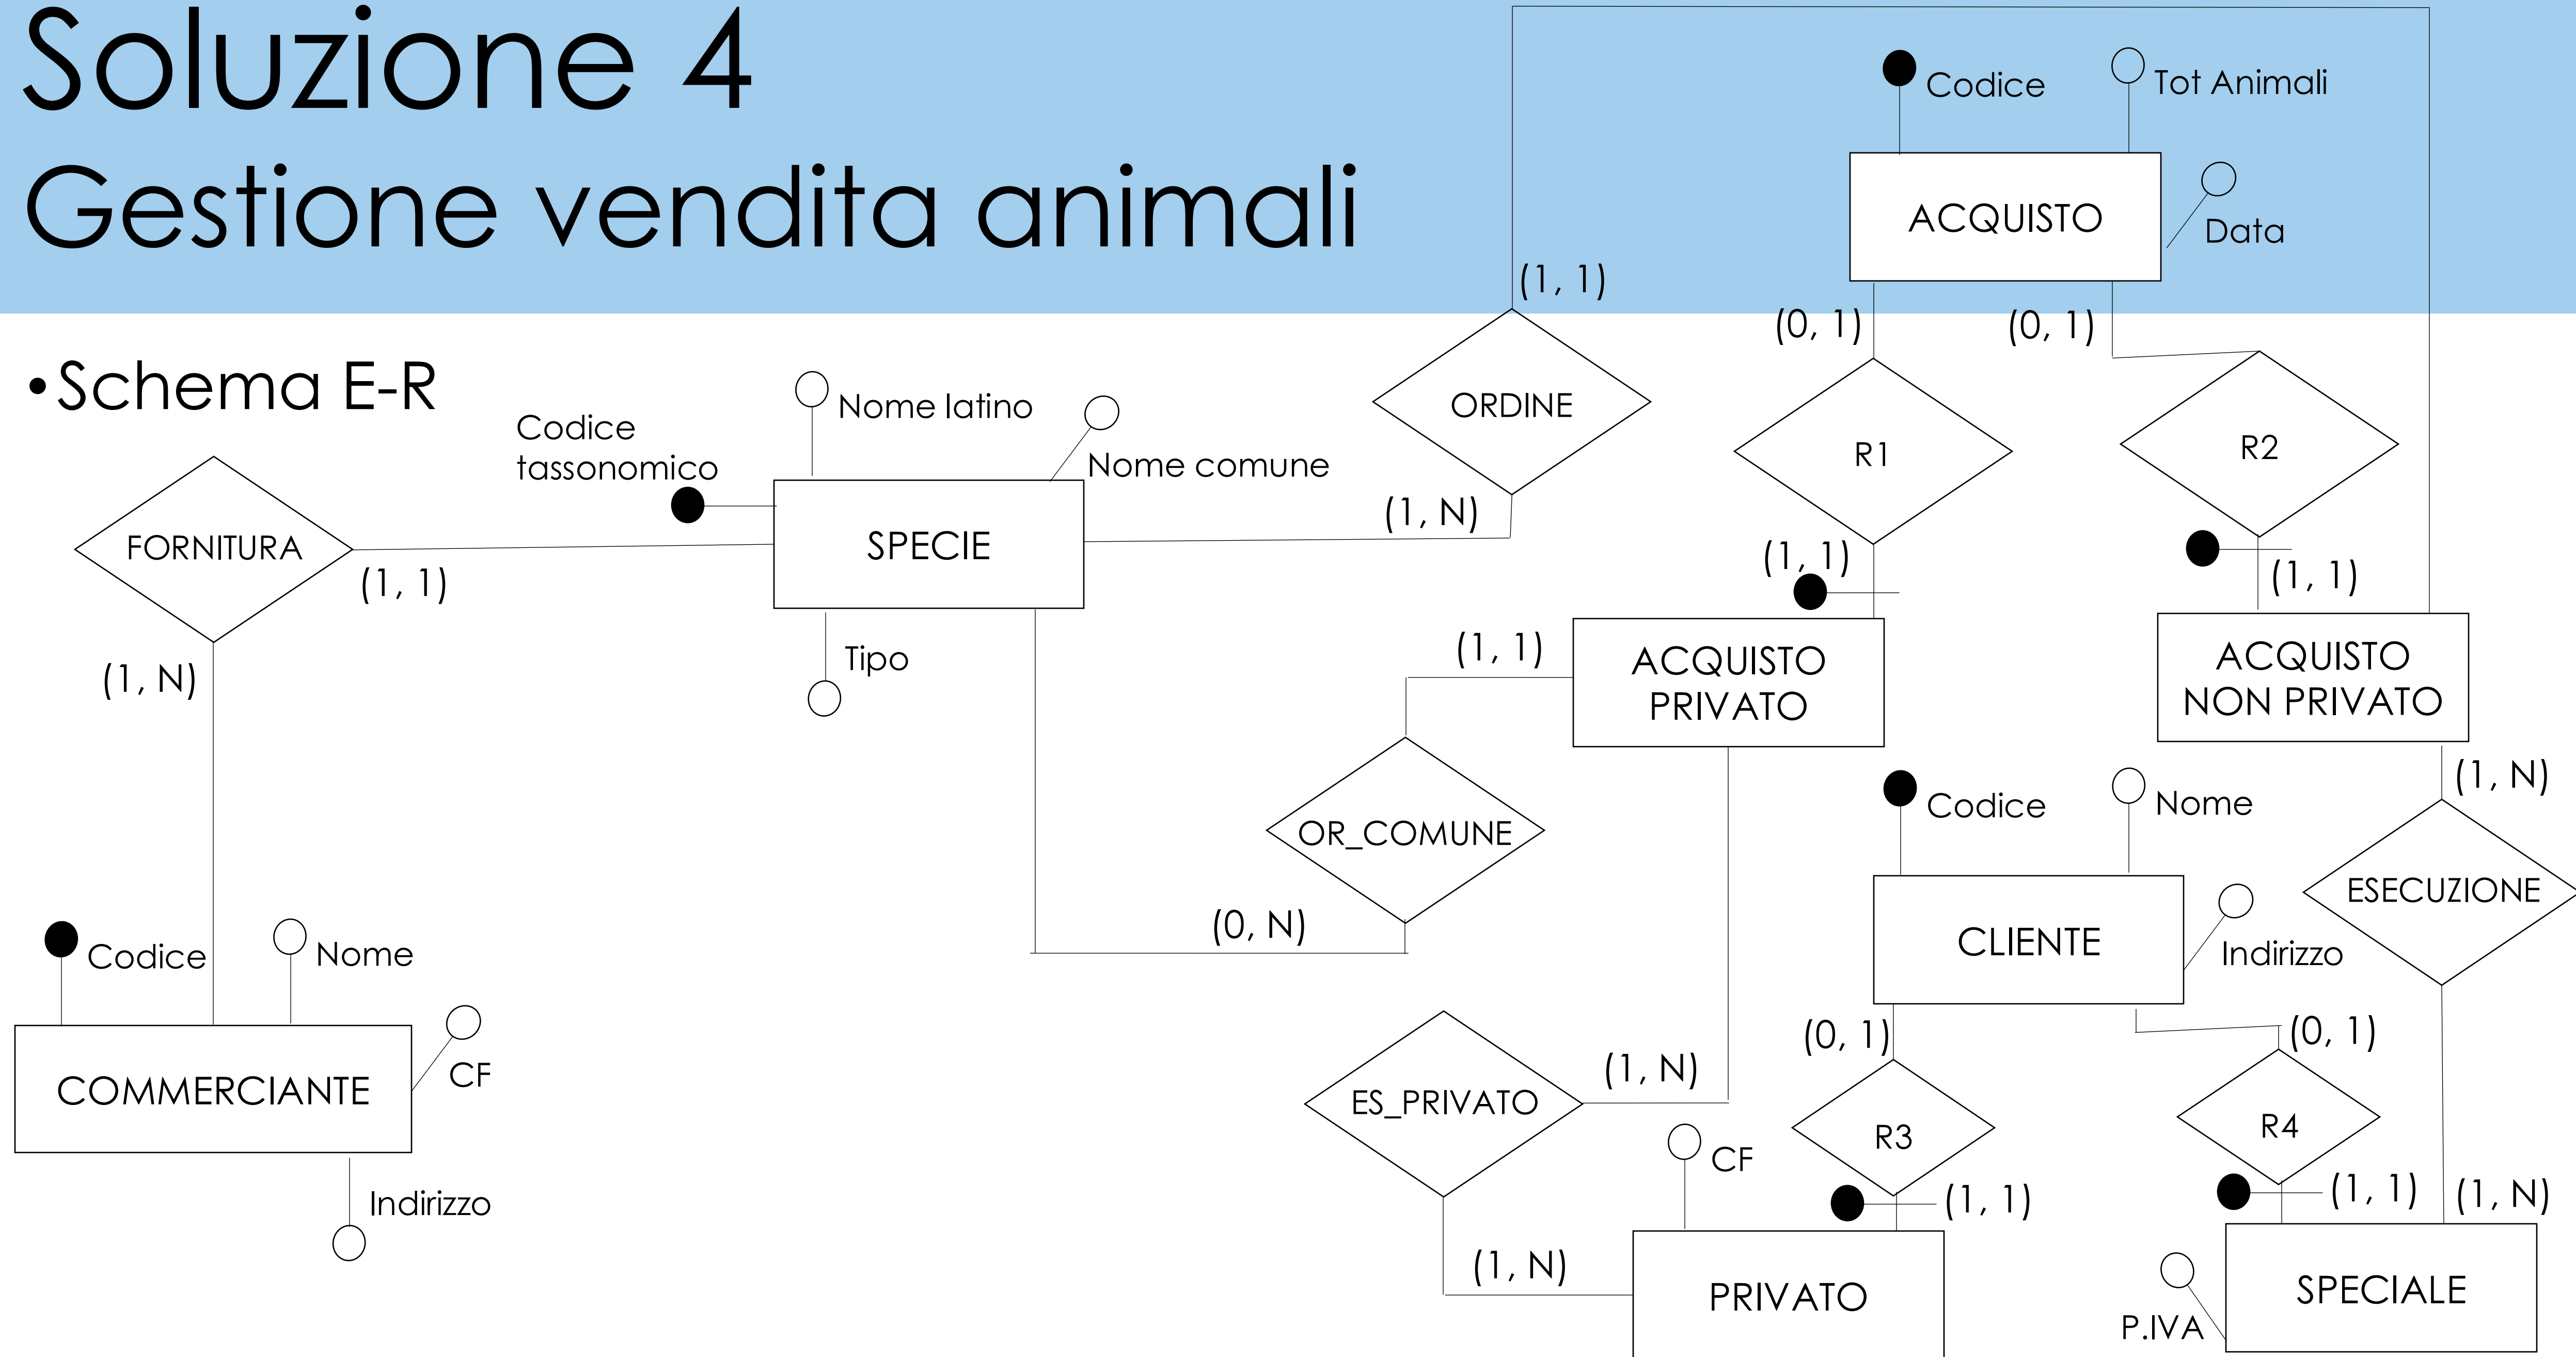 Soluzione 4
Gestione vendita animali
•Schema E-R
Codice
Tot Animali
ACQUISTO
Data
(1, 1)
(0, 1)
(0, 1)
ORDINE
R1
R2
Codice
tassonomico
Nome latino
Nome comune
FORNITURA
(1, 1)
SPECIE
(1, N)
(1, 1)
(1, 1)
(1, N)
Tipo
(1, 1)
ACQUISTO
PRIVATO
ACQUISTO
NON PRIVATO
(1, N)
OR_COMUNE
(0, N)
Codice
Nome
CLIENTE
Indirizzo
ESECUZIONE
Codice
Nome
CF
COMMERCIANTE
Indirizzo
(0, 1)
(0, 1)
ES_PRIVATO
(1, N)
R3
R4
CF
(1, 1)
(1, 1)
(1, N)
(1, N)
PRIVATO
P.IVA
SPECIALE